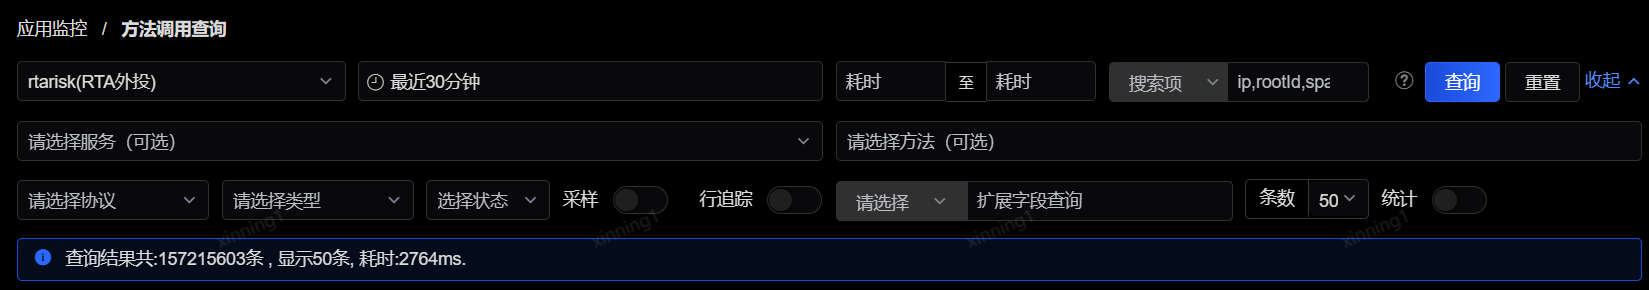 应用监控 / 方法调用查询
rtarisk(RTA外投) 最近30分钟 耗时 至 耗时 搜索项 ip,rootId,spa 查询 重置 收起
请选择服务（可选） 请选择方法（可选）
请选择协议 请选择类型 选择状态 采样 行追踪 请选择 扩展字段查询 条数 50 统计
xinning1 xinning1 xinning1 xinning1
查询结果共:157215603条 , 显示50条, 耗时:2764ms.